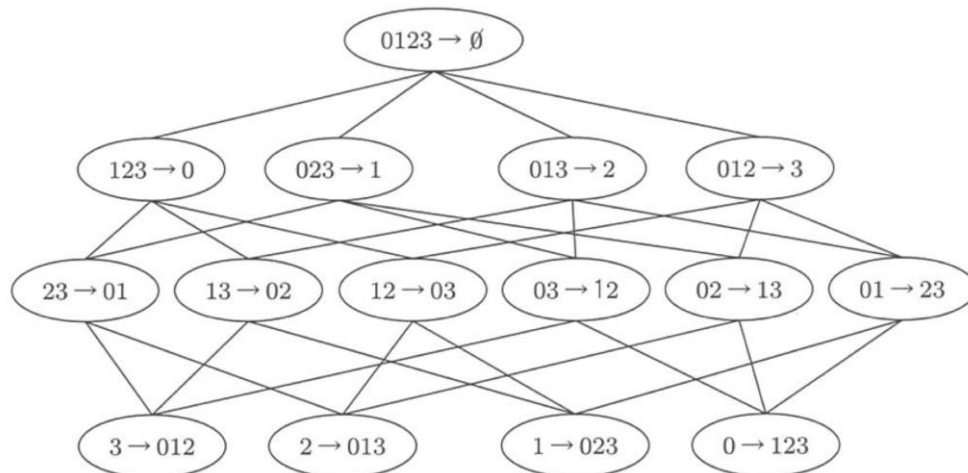 0123 → ∅
123 → 0 023 → 1 013 → 2 012 → 3
23 → 01 13 → 02 12 → 03 03 → 12 02 → 13 01 → 23
3 → 012 2 → 013 1 → 023 0 → 123